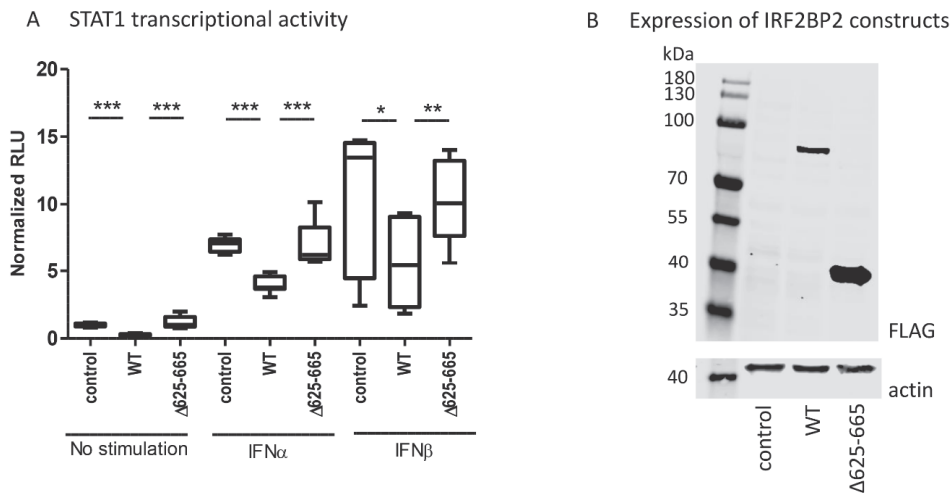 A STAT1 transcriptional activity
Normalized RLU
20
15
10
5
0
*** *** *** *** * **
control WT Δ625-665 control WT Δ625-665 control WT Δ625-665
No stimulation IFNα IFNβ
B Expression of IRF2BP2 constructs
kDa
180
130
100
70
55
40
35
FLAG
40
actin
control WT Δ625-665